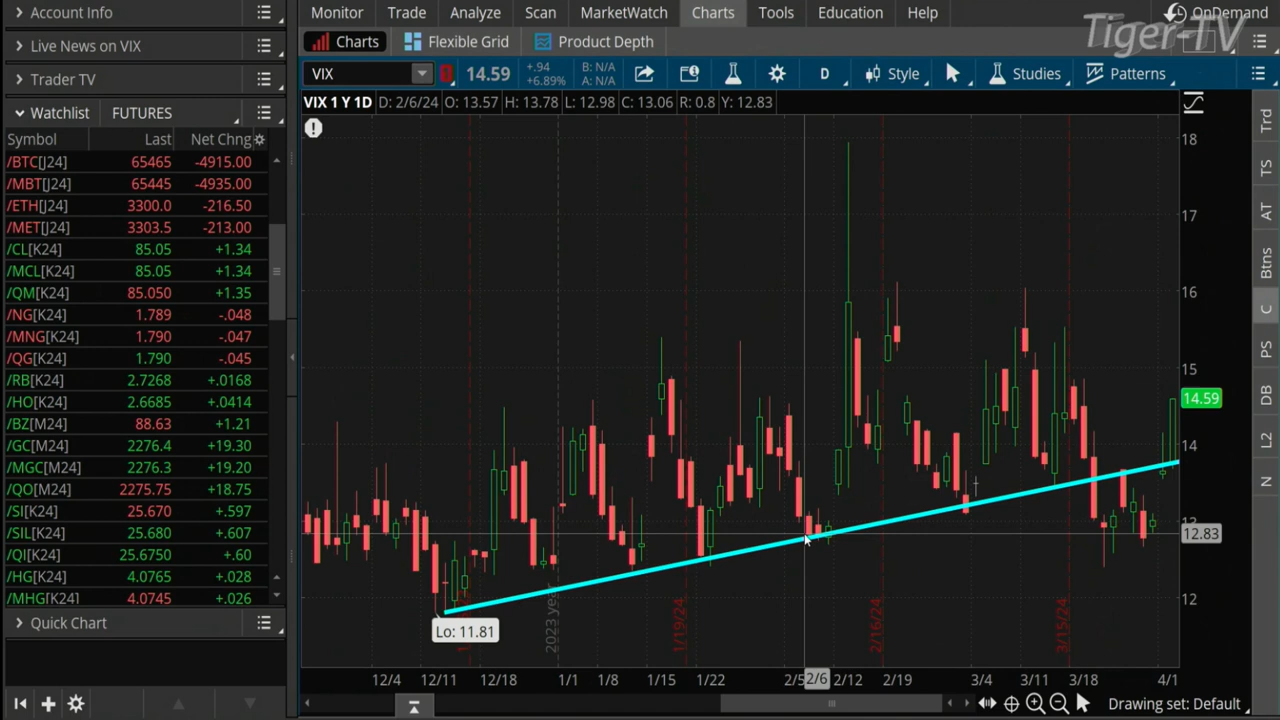 Account Info
Monitor Trade Analyze Scan MarketWatch Charts Tools Education Help OnDemand
Tiger-TV
Live News on VIX
Charts Flexible Grid Product Depth
Trader TV
VIX 14.59 +.94 +6.89% B: N/A A: N/A D Style Studies Patterns
Watchlist FUTURES
VIX 1 Y 1D D: 2/6/24 O: 13.57 H: 13.78 L: 12.98 C: 13.06 R: 0.8 Y: 12.83
Symbol Last Net Chng
/BTC[J24] 65465 -4915.00
/MBT[J24] 65445 -4935.00
/ETH[J24] 3300.0 -216.50
/MET[J24] 3303.5 -213.00
/CL[K24] 85.05 +1.34
/MCL[K24] 85.05 +1.34
/QM[K24] 85.050 +1.35
/NG[K24] 1.789 -.048
/MNG[K24] 1.790 -.047
/QG[K24] 1.790 -.045
/RB[K24] 2.7268 +.0168
/HO[K24] 2.6685 +.0414
/BZ[M24] 88.63 +1.21
/GC[M24] 2276.4 +19.30
/MGC[M24] 2276.3 +19.20
/QO[M24] 2275.75 +18.75
/SI[K24] 25.670 +.597
/SIL[K24] 25.680 +.607
/QI[K24] 25.6750 +.60
/HG[K24] 4.0765 +.028
/MHG[K24] 4.0745 +.026
Quick Chart
18
17
16
15
14.59
14
12.83
12
Lo: 11.81
2023 year
1/19/24
2/16/24
3/15/24
12/4 12/11 12/18 1/1 1/8 1/15 1/22 2/5 2/6 2/12 2/19 3/4 3/11 3/18 4/1
Trd
TS
AT
Btns
C
PS
DB
L2
N
Drawing set: Default